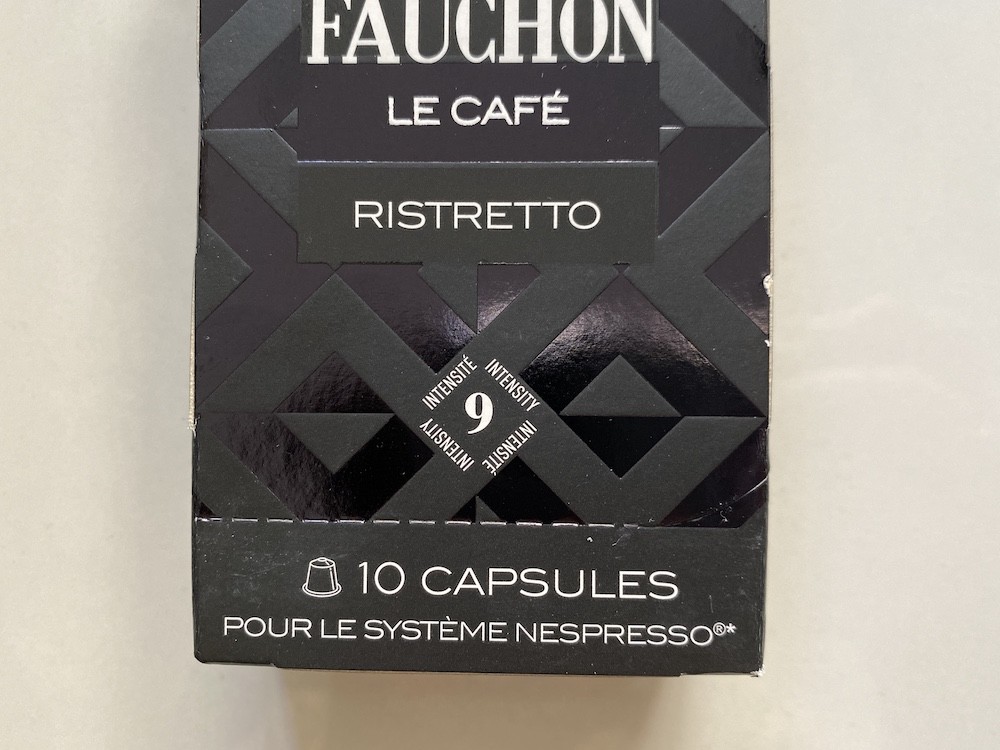 FAUCHON
LE CAFÉ
RISTRETTO
INTENSITÉ INTENSITY
9
INTENSITY INTENSITÉ
10 CAPSULES
POUR LE SYSTÈME NESPRESSO®*